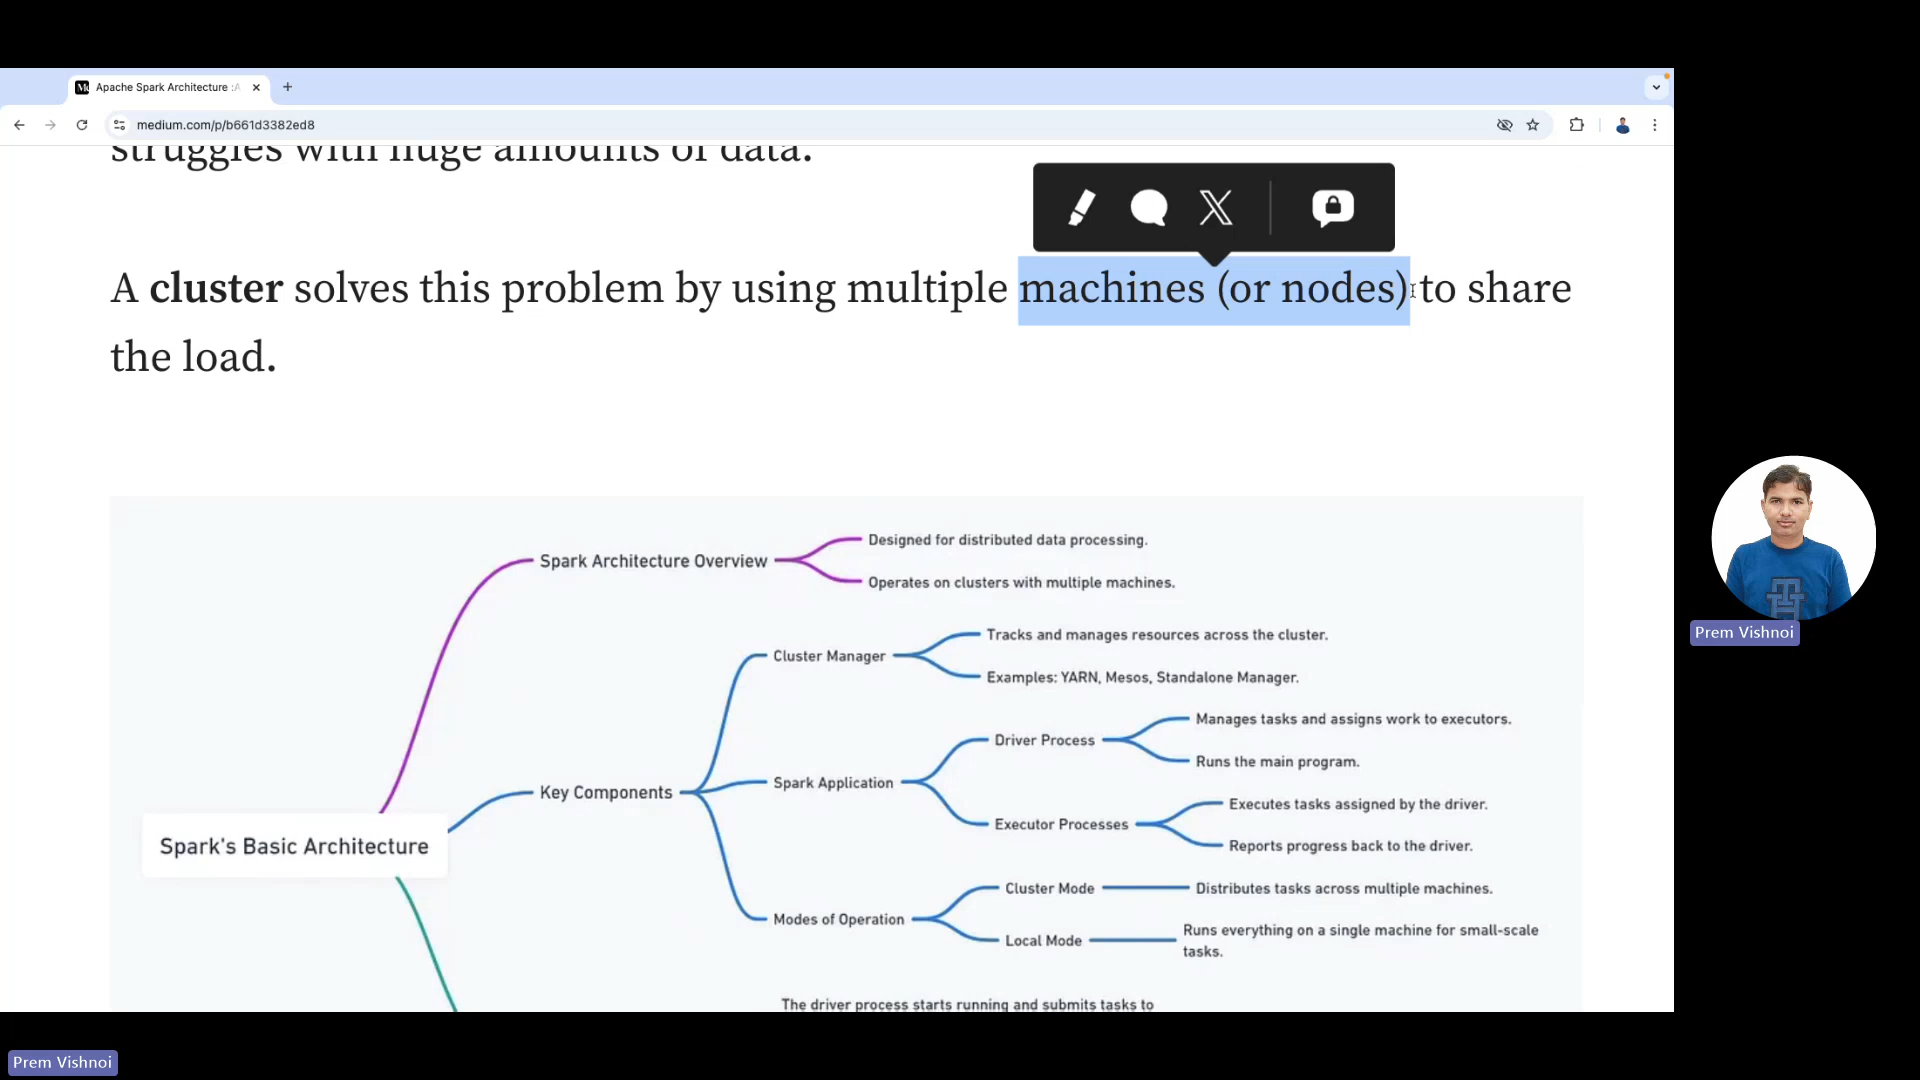 Apache Spark Architecture :A
medium.com/p/b661d3382ed8
struggles with huge amounts of data.
A cluster solves this problem by using multiple machines (or nodes) to share
the load.
Spark Architecture Overview
Designed for distributed data processing.
Operates on clusters with multiple machines.
Key Components
Cluster Manager
Tracks and manages resources across the cluster.
Examples: YARN, Mesos, Standalone Manager.
Spark Application
Driver Process
Manages tasks and assigns work to executors.
Runs the main program.
Executor Processes
Executes tasks assigned by the driver.
Reports progress back to the driver.
Spark's Basic Architecture
Modes of Operation
Cluster Mode
Distributes tasks across multiple machines.
Local Mode
Runs everything on a single machine for small-scale
tasks.
The driver process starts running and submits tasks to
Prem Vishnoi
Prem Vishnoi